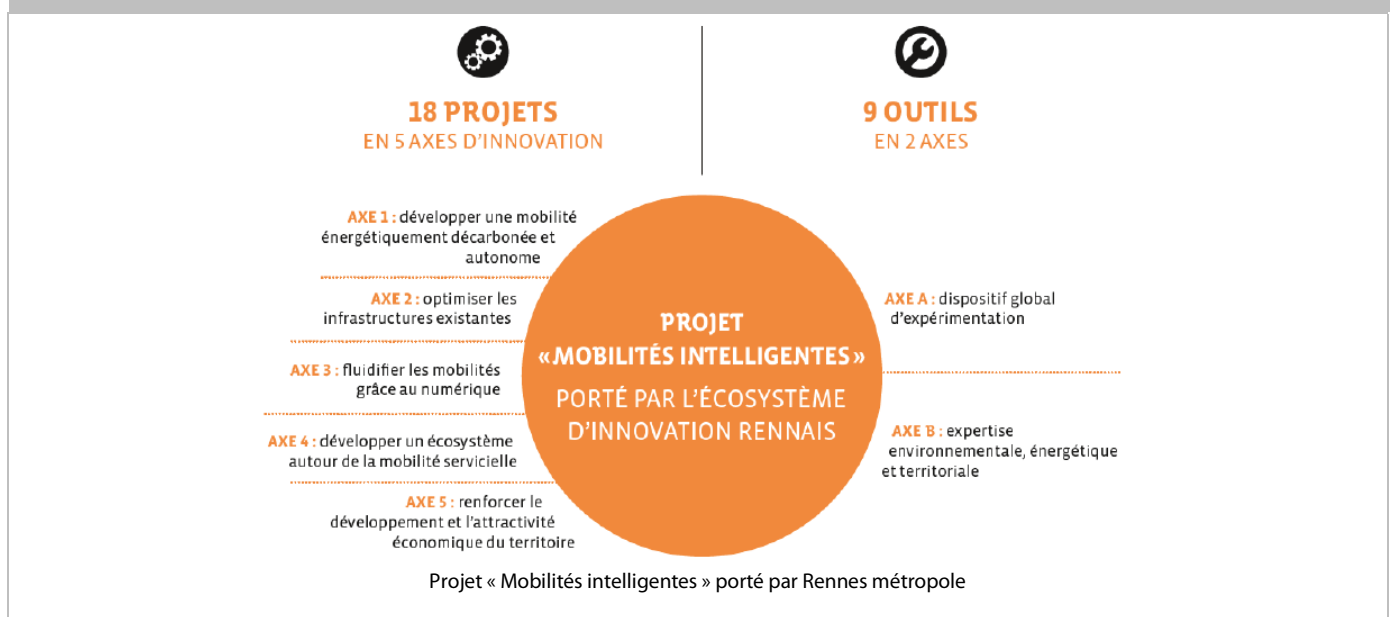 18 PROJETS
EN 5 AXES D'INNOVATION
9 OUTILS
EN 2 AXES
AXE 1 : développer une mobilité
énergétiquement décarbonée et
autonome
AXE 2 : optimiser les
infrastructures existantes
AXE 3 : fluidifier les mobilités
grâce au numérique
AXE 4 : développer un écosystème
autour de la mobilité servicielle
AXE 5 : renforcer le
développement et l'attractivité
économique du territoire
PROJET
« MOBILITÉS INTELLIGENTES »
PORTÉ PAR L'ÉCOSYSTÈME
D'INNOVATION RENNAIS
AXE A : dispositif global
d'expérimentation
AXE B : expertise
environnementale, énergétique
et territoriale
Projet « Mobilités intelligentes » porté par Rennes métropole